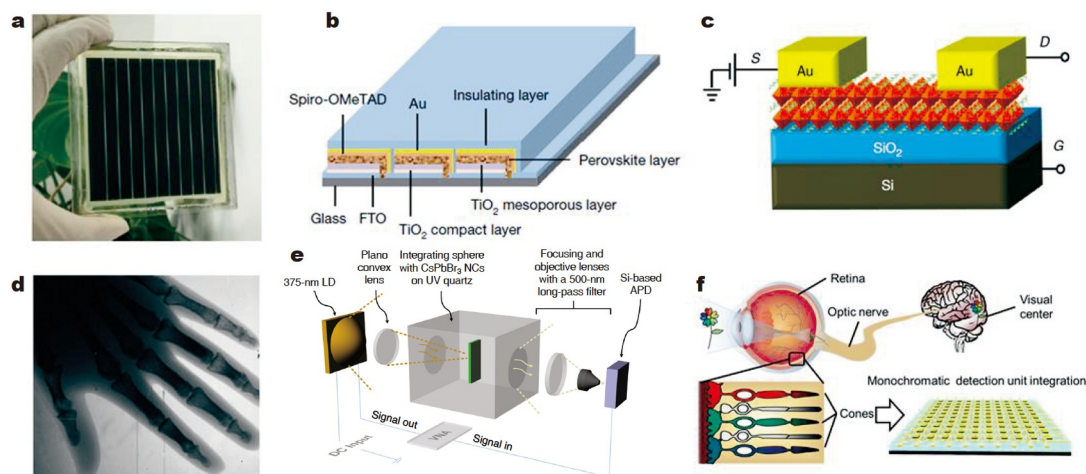 a
b
Spiro-OMeTAD
Au
Insulating layer
Perovskite layer
Glass
FTO
TiO2 mesoporous layer
TiO2 compact layer
c
S
Au
Au
D
SiO2
G
Si
d
e
375-nm LD
Plano
convex
lens
Integrating sphere
with CsPbBr3 NCs
on UV quartz
Focusing and
objective lenses
with a 500-nm
long-pass filter
Si-based
APD
Signal out
DC input
VNA
Signal in
f
Retina
Optic nerve
Visual
center
Monochromatic detection unit integration
Cones